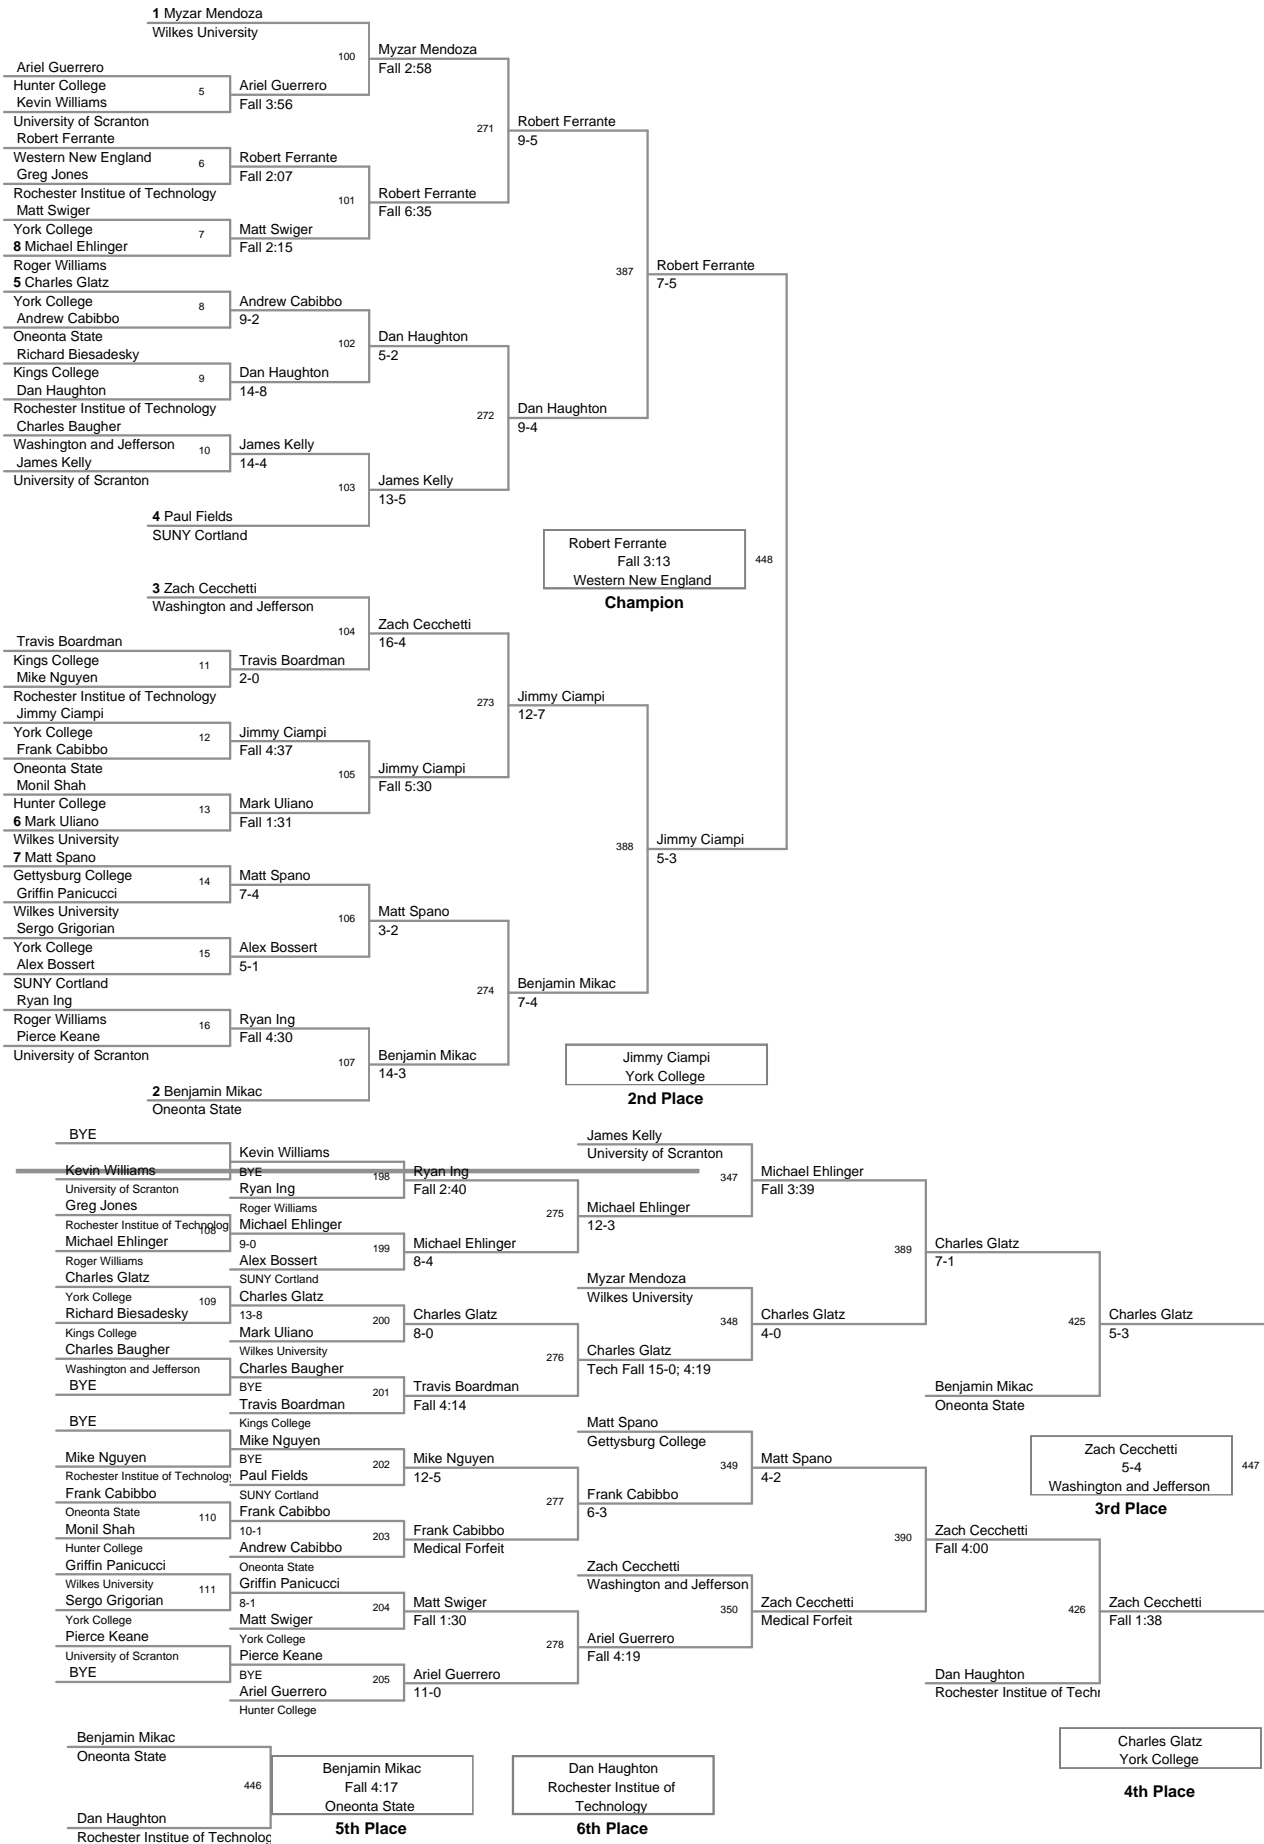 1 Myzar Mendoza
Wilkes University
100
Myzar Mendoza
Fall 2:58
Ariel Guerrero
Hunter College
5
Ariel Guerrero
Fall 3:56
Kevin Williams
University of Scranton
271
Robert Ferrante
9-5
Robert Ferrante
Western New England
6
Robert Ferrante
Fall 2:07
Greg Jones
Rochester Institue of Technology
101
Robert Ferrante
Fall 6:35
Matt Swiger
York College
7
Matt Swiger
Fall 2:15
8 Michael Ehlinger
Roger Williams
387
Robert Ferrante
7-5
5 Charles Glatz
York College
8
Andrew Cabibbo
9-2
Andrew Cabibbo
Oneonta State
102
Dan Haughton
5-2
Richard Biesadesky
Kings College
9
Dan Haughton
14-8
Dan Haughton
Rochester Institue of Technology
272
Dan Haughton
9-4
Charles Baugher
Washington and Jefferson
10
James Kelly
14-4
James Kelly
University of Scranton
103
James Kelly
13-5
4 Paul Fields
SUNY Cortland
Robert Ferrante
Fall 3:13
Western New England
448
Champion
3 Zach Cecchetti
Washington and Jefferson
104
Zach Cecchetti
16-4
Travis Boardman
Kings College
11
Travis Boardman
2-0
Mike Nguyen
Rochester Institue of Technology
273
Jimmy Ciampi
12-7
Jimmy Ciampi
York College
12
Jimmy Ciampi
Fall 4:37
Frank Cabibbo
Oneonta State
105
Jimmy Ciampi
Fall 5:30
Monil Shah
Hunter College
13
Mark Uliano
Fall 1:31
6 Mark Uliano
Wilkes University
388
Jimmy Ciampi
5-3
7 Matt Spano
Gettysburg College
14
Matt Spano
7-4
Griffin Panicucci
Wilkes University
106
Matt Spano
3-2
Sergo Grigorian
York College
15
Alex Bossert
5-1
Alex Bossert
SUNY Cortland
274
Benjamin Mikac
7-4
Ryan Ing
Roger Williams
16
Ryan Ing
Fall 4:30
Pierce Keane
University of Scranton
107
Benjamin Mikac
14-3
2 Benjamin Mikac
Oneonta State
Jimmy Ciampi
York College
2nd Place
BYE
Kevin Williams
University of Scranton
Greg Jones
Rochester Institue of Technolog
108
Michael Ehlinger
Roger Williams
Charles Glatz
York College
109
Richard Biesadesky
Kings College
Charles Baugher
Washington and Jefferson
BYE
BYE
Mike Nguyen
Rochester Institue of Technology
Frank Cabibbo
Oneonta State
110
Monil Shah
Hunter College
Griffin Panicucci
Wilkes University
111
Sergo Grigorian
York College
Pierce Keane
University of Scranton
BYE
Kevin Williams
BYE
198
Ryan Ing
Roger Williams
Michael Ehlinger
9-0
199
Alex Bossert
SUNY Cortland
Charles Glatz
13-8
200
Mark Uliano
Wilkes University
Charles Baugher
BYE
201
Travis Boardman
Kings College
Mike Nguyen
BYE
202
Paul Fields
SUNY Cortland
Frank Cabibbo
10-1
203
Andrew Cabibbo
Oneonta State
Griffin Panicucci
8-1
204
Matt Swiger
York College
Pierce Keane
BYE
205
Ariel Guerrero
Hunter College
Ryan Ing
Fall 2:40
275
Michael Ehlinger
8-4
Charles Glatz
8-0
276
Travis Boardman
Fall 4:14
Mike Nguyen
12-5
277
Frank Cabibbo
Medical Forfeit
Matt Swiger
Fall 1:30
278
Ariel Guerrero
11-0
James Kelly
University of Scranton
347
Michael Ehlinger
12-3
Myzar Mendoza
Wilkes University
348
Charles Glatz
Tech Fall 15-0; 4:19
Matt Spano
Gettysburg College
349
Frank Cabibbo
6-3
Zach Cecchetti
Washington and Jefferson
350
Ariel Guerrero
Fall 4:19
Michael Ehlinger
Fall 3:39
389
Charles Glatz
4-0
Matt Spano
4-2
390
Zach Cecchetti
Medical Forfeit
Charles Glatz
7-1
425
Benjamin Mikac
Oneonta State
Zach Cecchetti
Fall 4:00
426
Dan Haughton
Rochester Institue of Techn
Charles Glatz
5-3
Zach Cecchetti
5-4
Washington and Jefferson
447
3rd Place
Zach Cecchetti
Fall 1:38
Charles Glatz
York College
4th Place
Benjamin Mikac
Oneonta State
446
Dan Haughton
Rochester Institue of Technolog
Benjamin Mikac
Fall 4:17
Oneonta State
5th Place
Dan Haughton
Rochester Institue of
Technology
6th Place